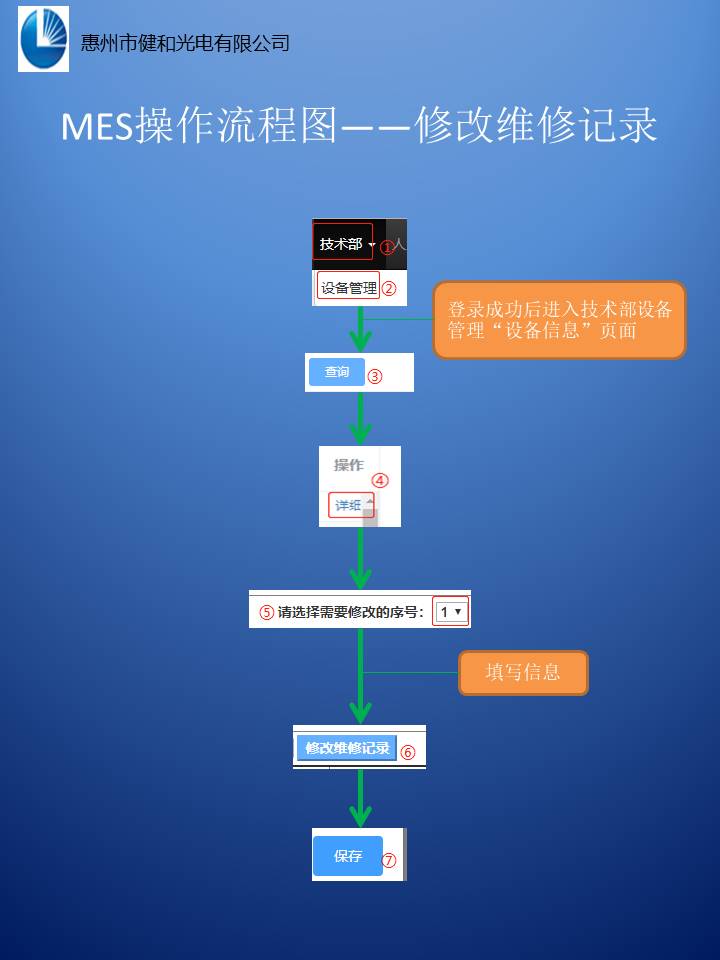 惠州市健和光电有限公司
MES操作流程图——修改维修记录
技术部 ① 人
设备管理 ②
登录成功后进入技术部设备
管理“设备信息”页面
查询 ③
操作
④
详细
⑤ 请选择需要修改的序号： 1
填写信息
修改维修记录 ⑥
保存 ⑦